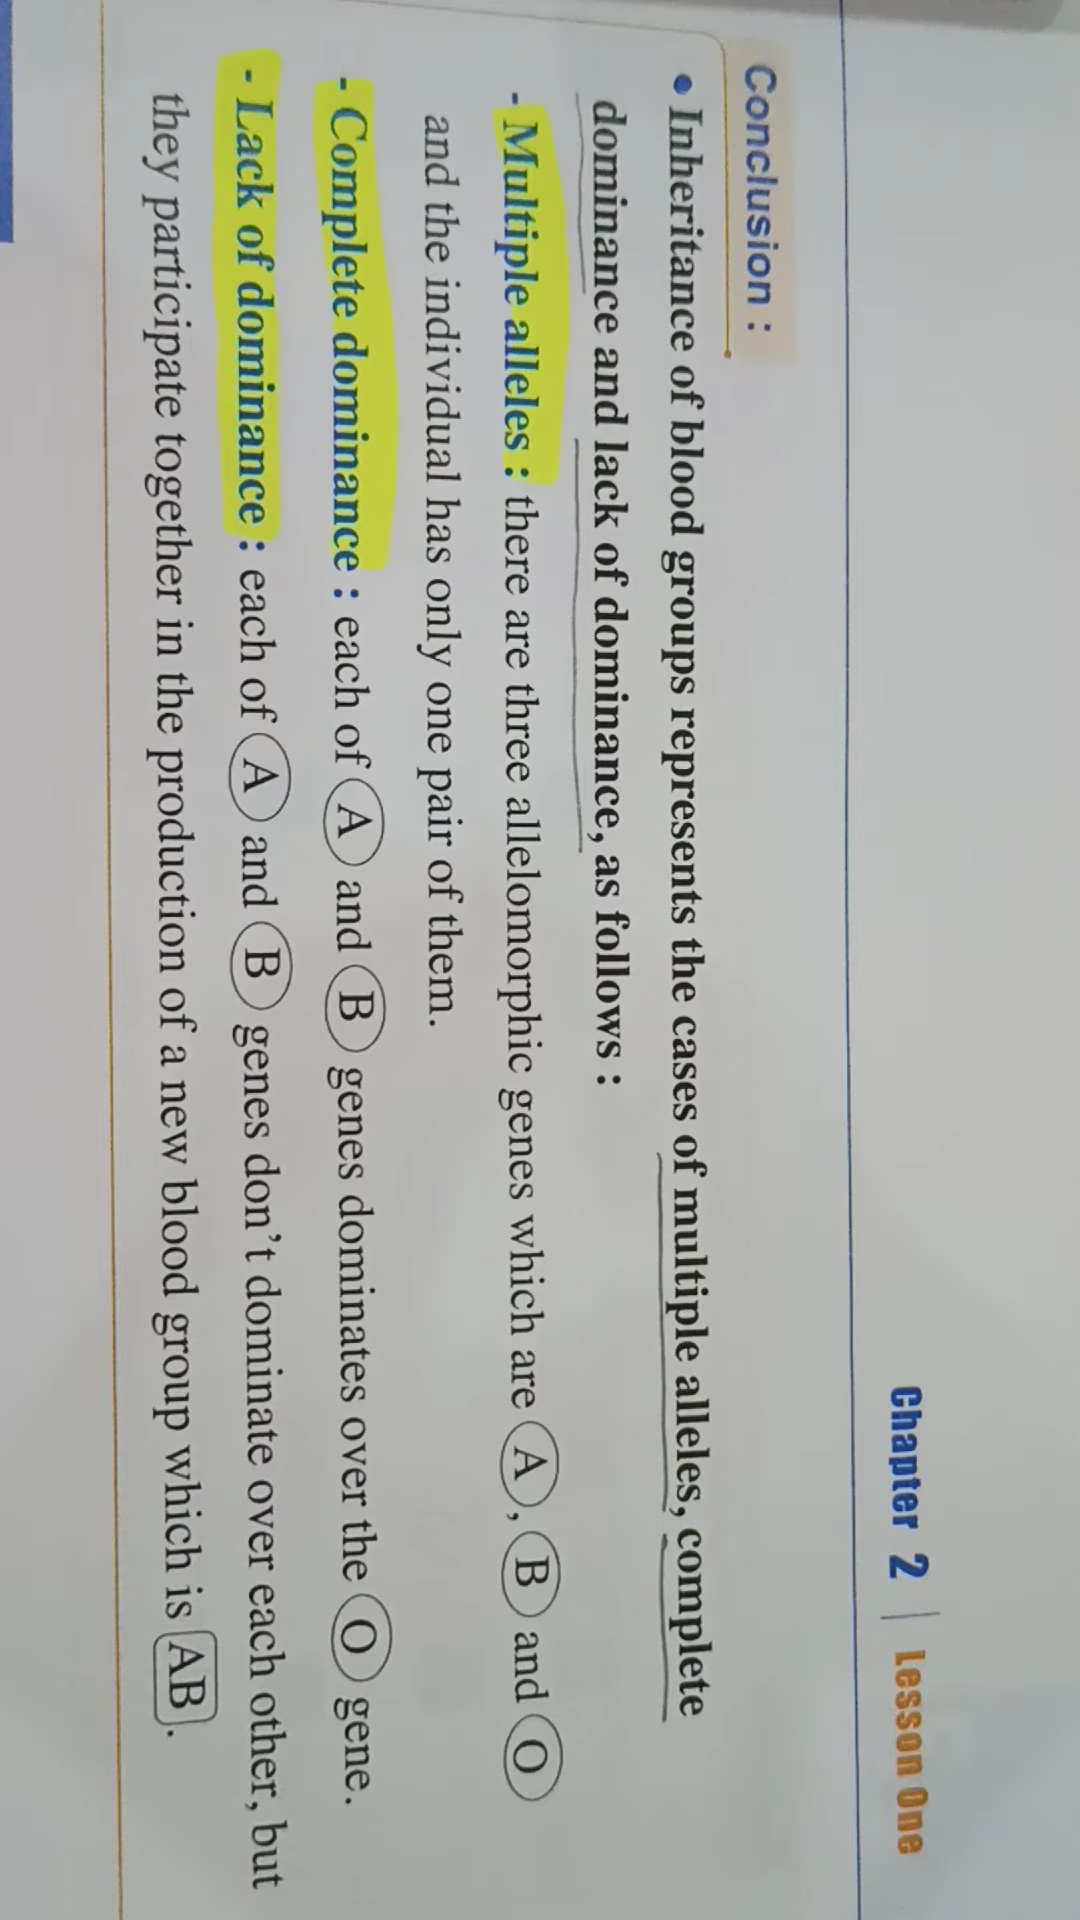 Chapter 2 | Lesson One
Conclusion :
• Inheritance of blood groups represents the cases of multiple alleles, complete
dominance and lack of dominance, as follows :
- Multiple alleles : there are three allelomorphic genes which are A, B and O
and the individual has only one pair of them.
- Complete dominance : each of A and B genes dominates over the O gene.
- Lack of dominance : each of A and B genes don't dominate over each other, but
they participate together in the production of a new blood group which is AB.